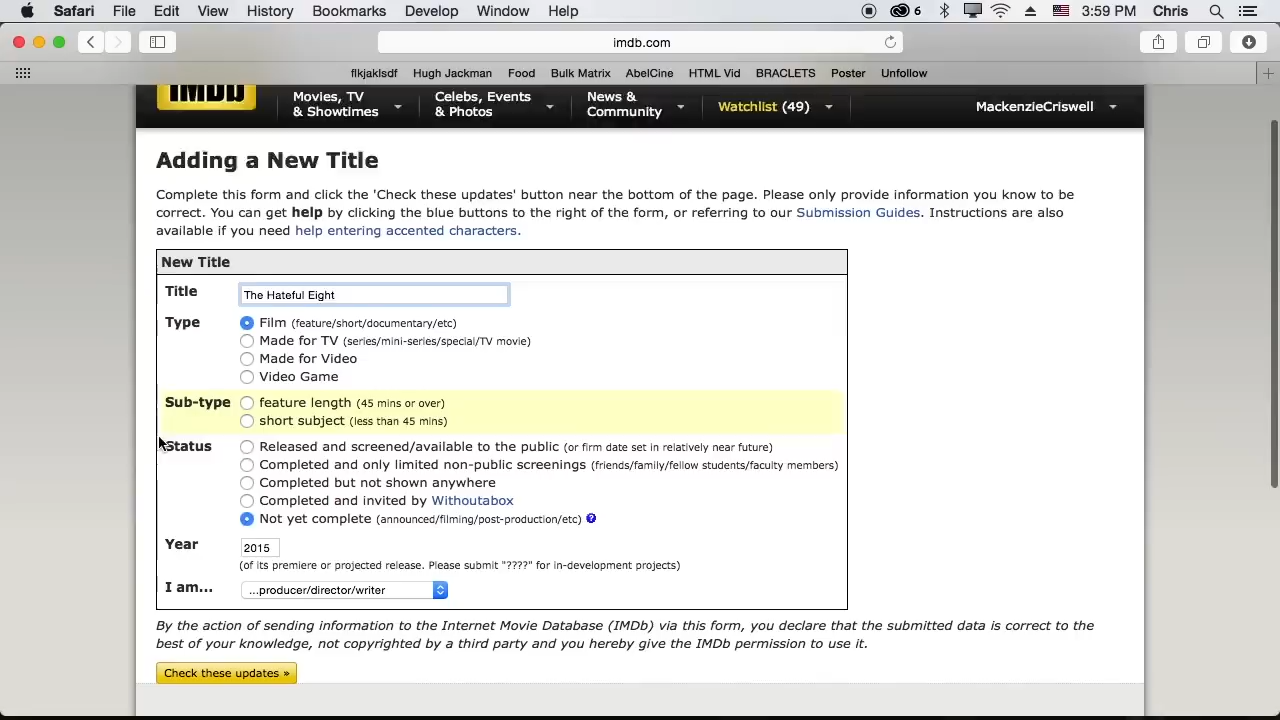 Safari File Edit View History Bookmarks Develop Window Help 6 3:59 PM Chris
imdb.com
flkjaklsdf Hugh Jackman Food Bulk Matrix AbelCine HTML Vid BRACLETS Poster Unfollow
IMDb
Movies, TV & Showtimes
Celebs, Events & Photos
News & Community
Watchlist (49)
MackenzieCriswell
Adding a New Title
Complete this form and click the 'Check these updates' button near the bottom of the page. Please only provide information you know to be
correct. You can get help by clicking the blue buttons to the right of the form, or referring to our Submission Guides. Instructions are also
available if you need help entering accented characters.
New Title
Title The Hateful Eight
Type Film (feature/short/documentary/etc)
Made for TV (series/mini-series/special/TV movie)
Made for Video
Video Game
Sub-type feature length (45 mins or over)
short subject (less than 45 mins)
Status Released and screened/available to the public (or firm date set in relatively near future)
Completed and only limited non-public screenings (friends/family/fellow students/faculty members)
Completed but not shown anywhere
Completed and invited by Withoutabox
Not yet complete (announced/filming/post-production/etc) ?
Year 2015
(of its premiere or projected release. Please submit "????" for in-development projects)
I am... ...producer/director/writer
By the action of sending information to the Internet Movie Database (IMDb) via this form, you declare that the submitted data is correct to the
best of your knowledge, not copyrighted by a third party and you hereby give the IMDb permission to use it.
Check these updates »